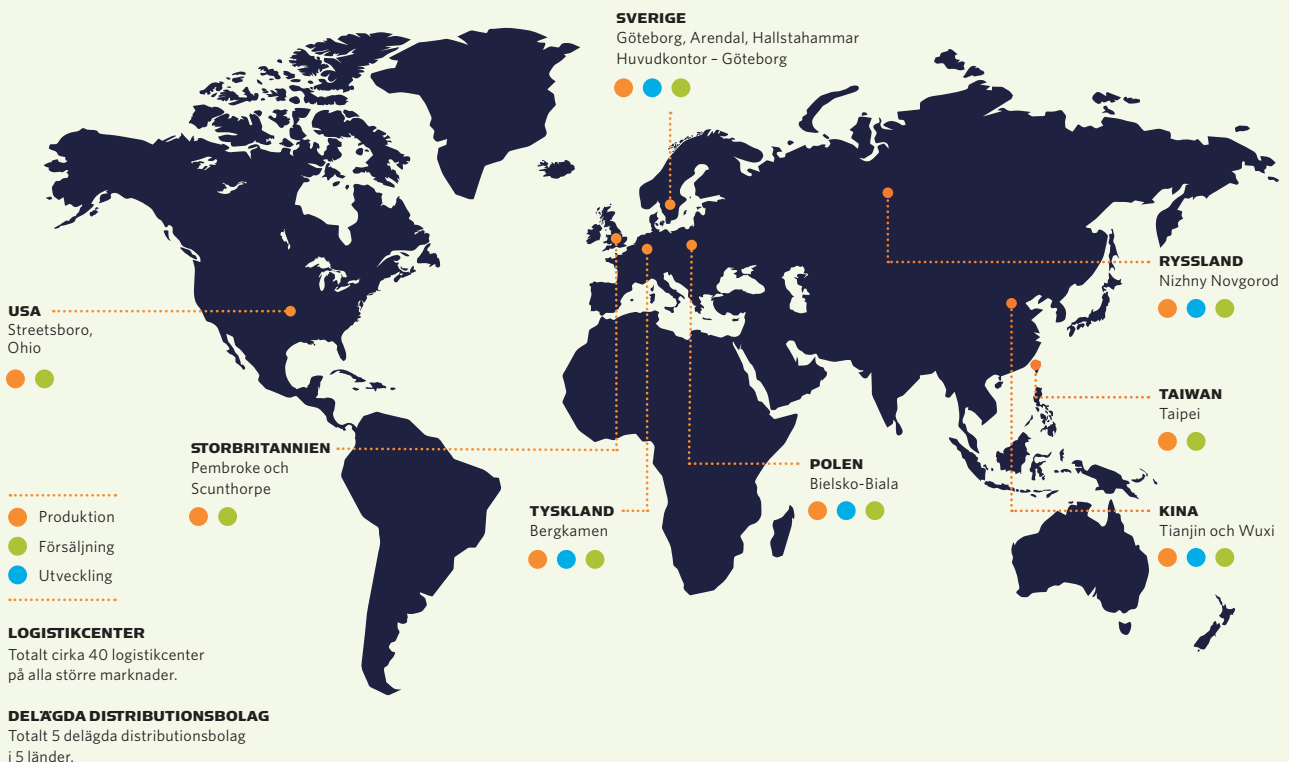 SVERIGE
Göteborg, Arendal, Hallstahammar
Huvudkontor – Göteborg
RYSSLAND
Nizhny Novgorod
USA
Streetsboro,
Ohio
TAIWAN
Taipei
STORBRITANNIEN
Pembroke och
Scunthorpe
POLEN
Bielsko-Biala
TYSKLAND
Bergkamen
KINA
Tianjin och Wuxi
Produktion
Försäljning
Utveckling
LOGISTIKCENTER
Totalt cirka 40 logistikcenter
på alla större marknader.
DELÄGDA DISTRIBUTIONSBOLAG
Totalt 5 delägda distributionsbolag
i 5 länder.